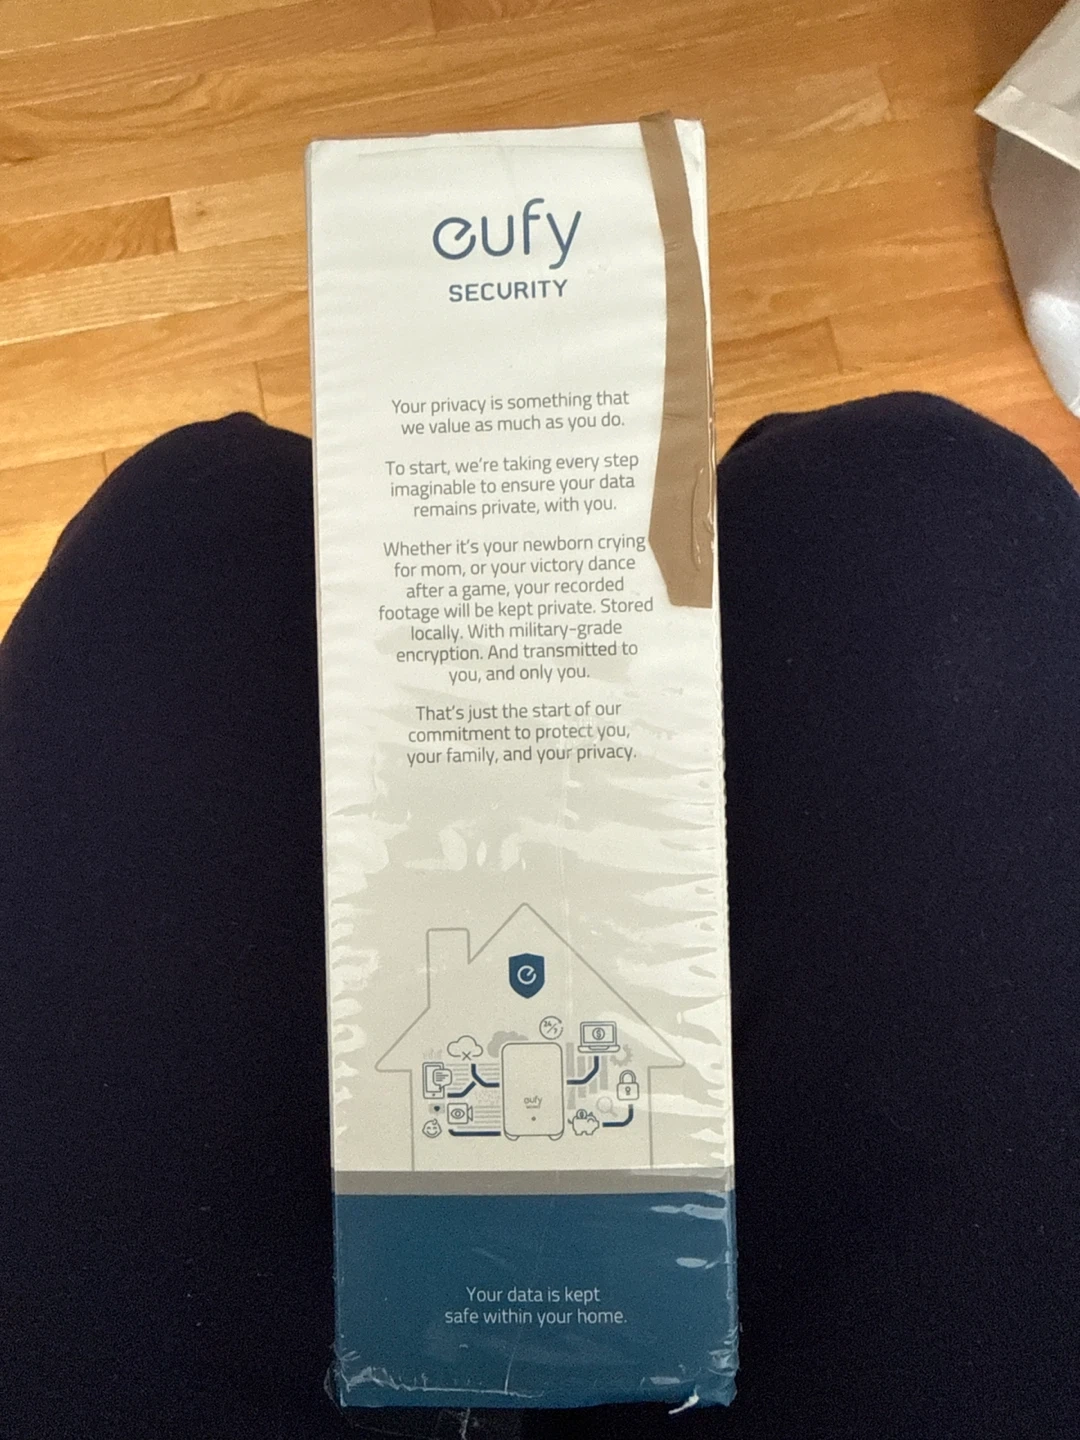 eufy
SECURITY
Your privacy is something that
we value as much as you do.
To start, we're taking every step
imaginable to ensure your data
remains private, with you.
Whether it's your newborn crying
for mom, or your victory dance
after a game, your recorded
footage will be kept private. Stored
locally. With military-grade
encryption. And transmitted to
you, and only you.
That's just the start of our
commitment to protect you,
your family, and your privacy.
24/7
eufy
Your data is kept
safe within your home.